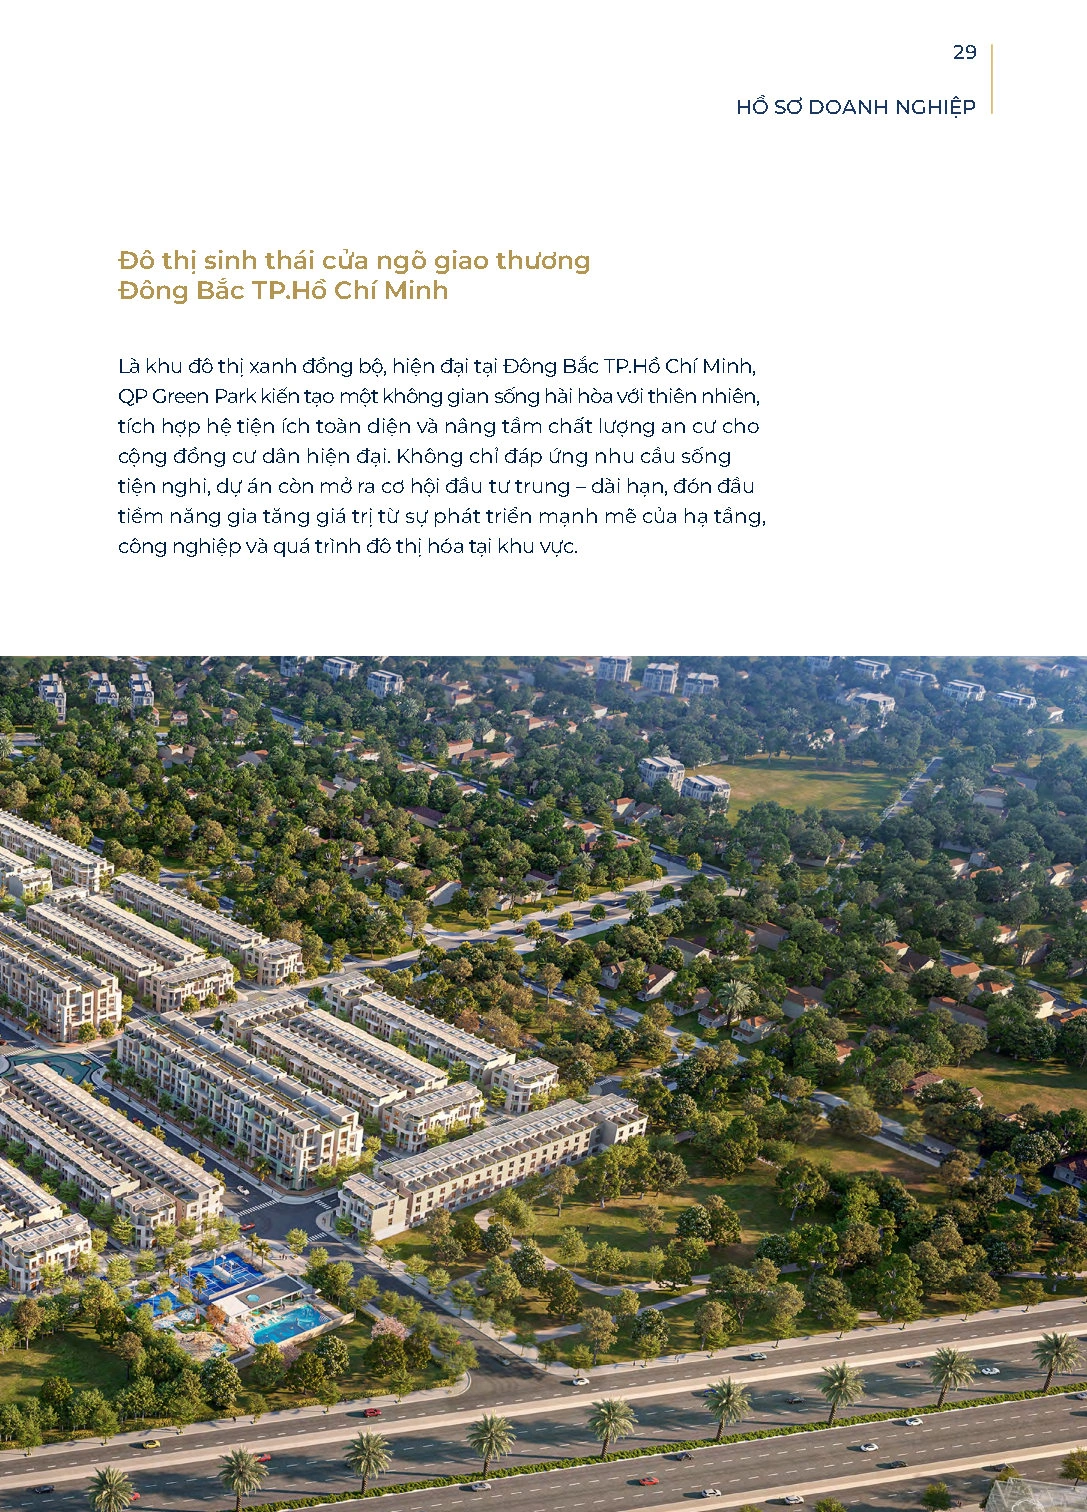 29
HỒ SƠ DOANH NGHIỆP
Đô thị sinh thái cửa ngõ giao thương
Đông Bắc TP.Hồ Chí Minh
Là khu đô thị xanh đồng bộ, hiện đại tại Đông Bắc TP.Hồ Chí Minh,
QP Green Park kiến tạo một không gian sống hài hòa với thiên nhiên,
tích hợp hệ tiện ích toàn diện và nâng tầm chất lượng an cư cho
cộng đồng cư dân hiện đại. Không chỉ đáp ứng nhu cầu sống
tiện nghi, dự án còn mở ra cơ hội đầu tư trung – dài hạn, đón đầu
tiềm năng gia tăng giá trị từ sự phát triển mạnh mẽ của hạ tầng,
công nghiệp và quá trình đô thị hóa tại khu vực.